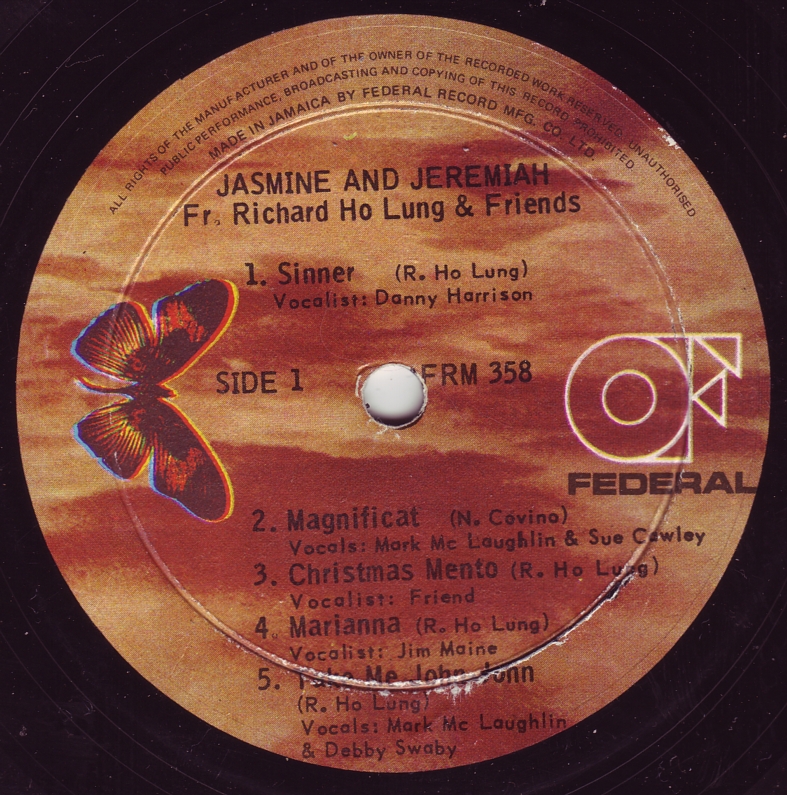 ALL RIGHTS OF THE MANUFACTURER AND OF THE OWNER OF THE RECORDED WORK RESERVED. UNAUTHORISED
PUBLIC PERFORMANCE, BROADCASTING AND COPYING OF THIS RECORD PROHIBITED
MADE IN JAMAICA BY FEDERAL RECORD MFG. CO. LTD.
JASMINE AND JEREMIAH
Fr. Richard Ho Lung & Friends
1. Sinner (R. Ho Lung)
Vocalist: Danny Harrison
SIDE 1 FRM 358
FEDERAL
2. Magnificat (N. Covino)
Vocals: Mark Mc Laughlin & Sue Cawley
3. Christmas Mento (R. Ho Lung)
Vocalist: Friend
4. Marianna (R. Ho Lung)
Vocalist: Jim Maine
5. Take Me John John
(R. Ho Lung)
Vocals: Mark Mc Laughlin
& Debby Swaby